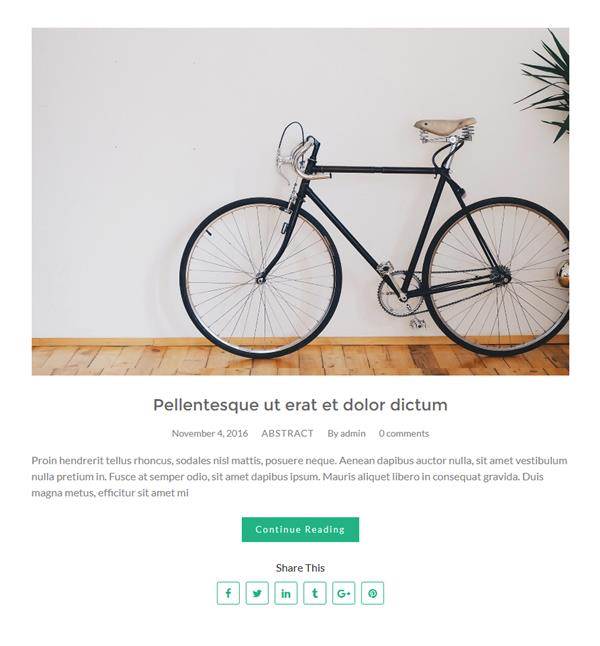 Pellentesque ut erat et dolor dictum
November 4, 2016 ABSTRACT By admin 0 comments
Proin hendrerit tellus rhoncus, sodales nisl mattis, posuere neque. Aenean dapibus auctor nulla, sit amet vestibulum
nulla pretium in. Fusce at semper odio, sit amet dapibus ipsum. Mauris aliquet libero in consequat gravida. Duis
magna metus, efficitur sit amet mi
Continue Reading
Share This